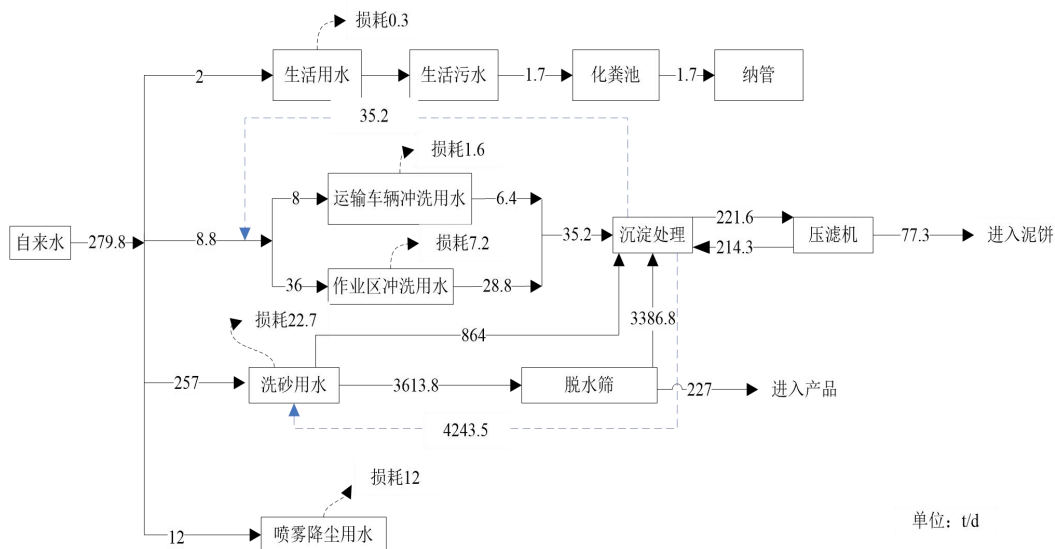 损耗0.3
2
生活用水
生活污水
1.7
化粪池
1.7
纳管
35.2
损耗1.6
8
运输车辆冲洗用水
6.4
自来水
279.8
8.8
35.2
沉淀处理
221.6
214.3
压滤机
77.3
进入泥饼
损耗7.2
36
作业区冲洗用水
28.8
损耗22.7
864
3386.8
257
洗砂用水
3613.8
脱水筛
227
进入产品
4243.5
损耗12
12
喷雾降尘用水
单位：t/d